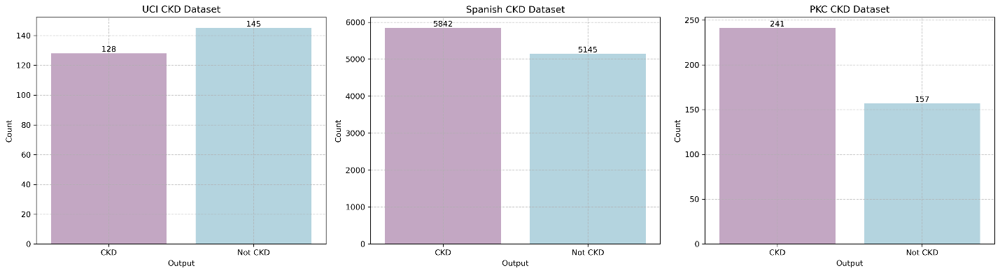 UCI CKD Dataset
128
145
140
120
100
80
60
40
20
0
Count
CKD
Not CKD
Output
Spanish CKD Dataset
5842
5145
6000
5000
4000
3000
2000
1000
0
Count
CKD
Not CKD
Output
PKC CKD Dataset
241
157
250
200
150
100
50
0
Count
CKD
Not CKD
Output